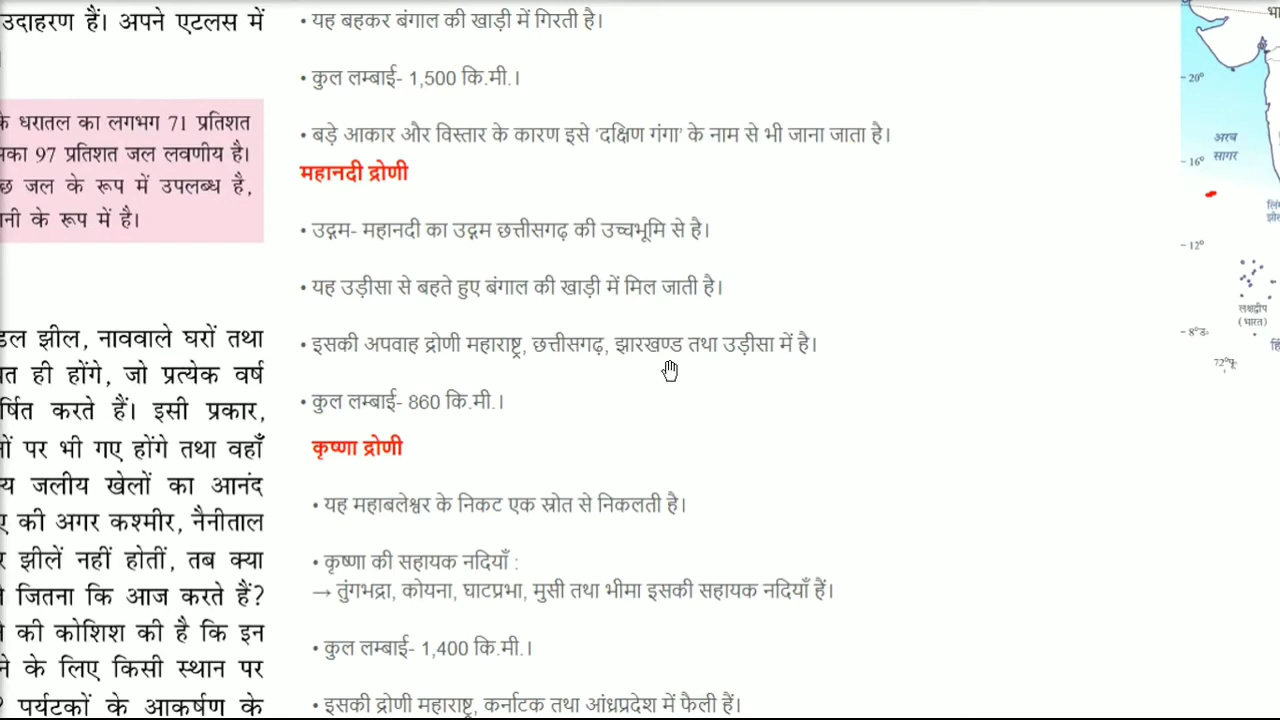 उदाहरण हैं। अपने एटलस में
धरातल का लगभग 71 प्रतिशत
97 प्रतिशत जल लवणीय है।
जल के रूप में उपलब्ध है,
के रूप में है।
डल झील, नाववाले घरों तथा
ही होंगे, जो प्रत्येक वर्ष
करते हैं। इसी प्रकार,
पर भी गए होंगे तथा वहाँ
जलीय खेलों का आनंद
की अगर कश्मीर, नैनीताल
झीलें नहीं होतीं, तब क्या
जितना कि आज करते हैं?
की कोशिश की है कि इन
के लिए किसी स्थान पर
पर्यटकों के आकर्षण के
• यह बहकर बंगाल की खाड़ी में गिरती है।
• कुल लम्बाई- 1,500 कि.मी.।
• बड़े आकार और विस्तार के कारण इसे 'दक्षिण गंगा' के नाम से भी जाना जाता है।
महानदी द्रोणी
• उद्गम- महानदी का उद्गम छत्तीसगढ़ की उच्चभूमि से है।
• यह उड़ीसा से बहते हुए बंगाल की खाड़ी में मिल जाती है।
• इसकी अपवाह द्रोणी महाराष्ट्र, छत्तीसगढ़, झारखण्ड तथा उड़ीसा में है।
• कुल लम्बाई- 860 कि.मी.।
कृष्णा द्रोणी
• यह महाबलेश्वर के निकट एक स्रोत से निकलती है।
• कृष्णा की सहायक नदियाँ :
→ तुंगभद्रा, कोयना, घाटप्रभा, मुसी तथा भीमा इसकी सहायक नदियाँ हैं।
• कुल लम्बाई- 1,400 कि.मी.।
• इसकी द्रोणी महाराष्ट्र, कर्नाटक तथा आंध्रप्रदेश में फैली हैं।
20°
अरब
सागर
16°
12°
लक्षद्वीप
(भारत)
8°उ॰
72°पू॰